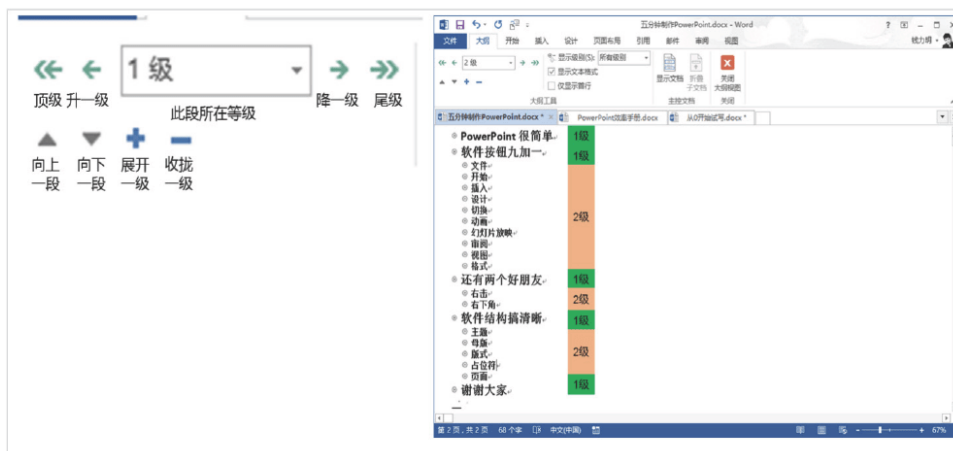 1 级
顶级 升一级 降一级 尾级
此段所在等级
向上一段 向下一段 展开一级 收拢一级
五分钟制作PowerPoint.docx - Word
文件 大纲 开始 插入 设计 页面布局 引用 邮件 审阅 视图
2 级
显示级别(S): 所有级别
显示文本格式
仅显示首行
大纲工具
显示文档 折叠子文档
主控文档
关闭大纲视图
关闭
五分钟制作PowerPoint.docx *
PowerPoint效率手册.docx
从0开始试写.docx *
PowerPoint 很简单 1级
软件按钮九加一 1级
文件
开始
插入
设计
切换
动画 2级
幻灯片放映
审阅
视图
格式
还有两个好朋友 1级
右击 2级
右下角
软件结构搞清晰 1级
主题
母版
版式 2级
占位符
页面
谢谢大家 1级
第 2 页,共 2 页 68 个字 中文(中国) 67%